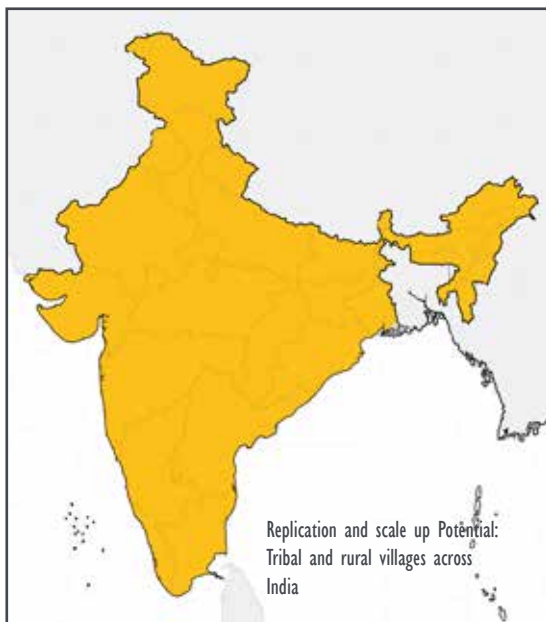 Replication and scale up Potential:
Tribal and rural villages across
India